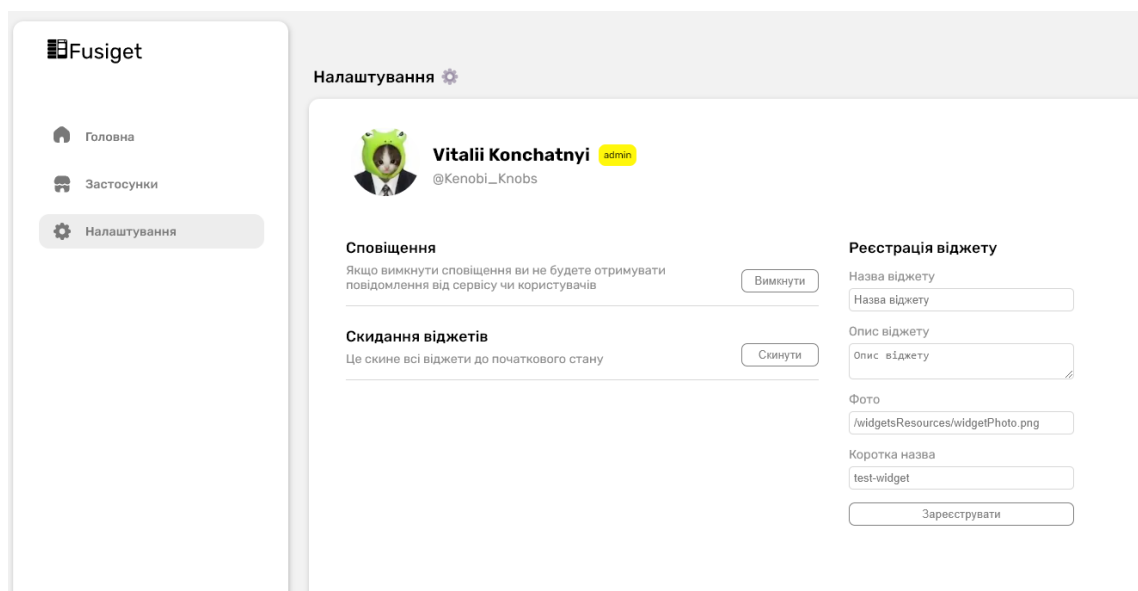 Fusiget
Головна
Застосунки
Налаштування
Налаштування
Vitalii Konchatnyi admin
@Kenobi_Knobs
Сповіщення
Якщо вимкнути сповіщення ви не будете отримувати
повідомлення від сервісу чи користувачів
Вимкнути
Скидання віджетів
Це скине всі віджети до початкового стану
Скинути
Реєстрація віджету
Назва віджету
Назва віджету
Опис віджету
Опис віджету
Фото
/widgetsResources/widgetPhoto.png
Коротка назва
test-widget
Зареєструвати